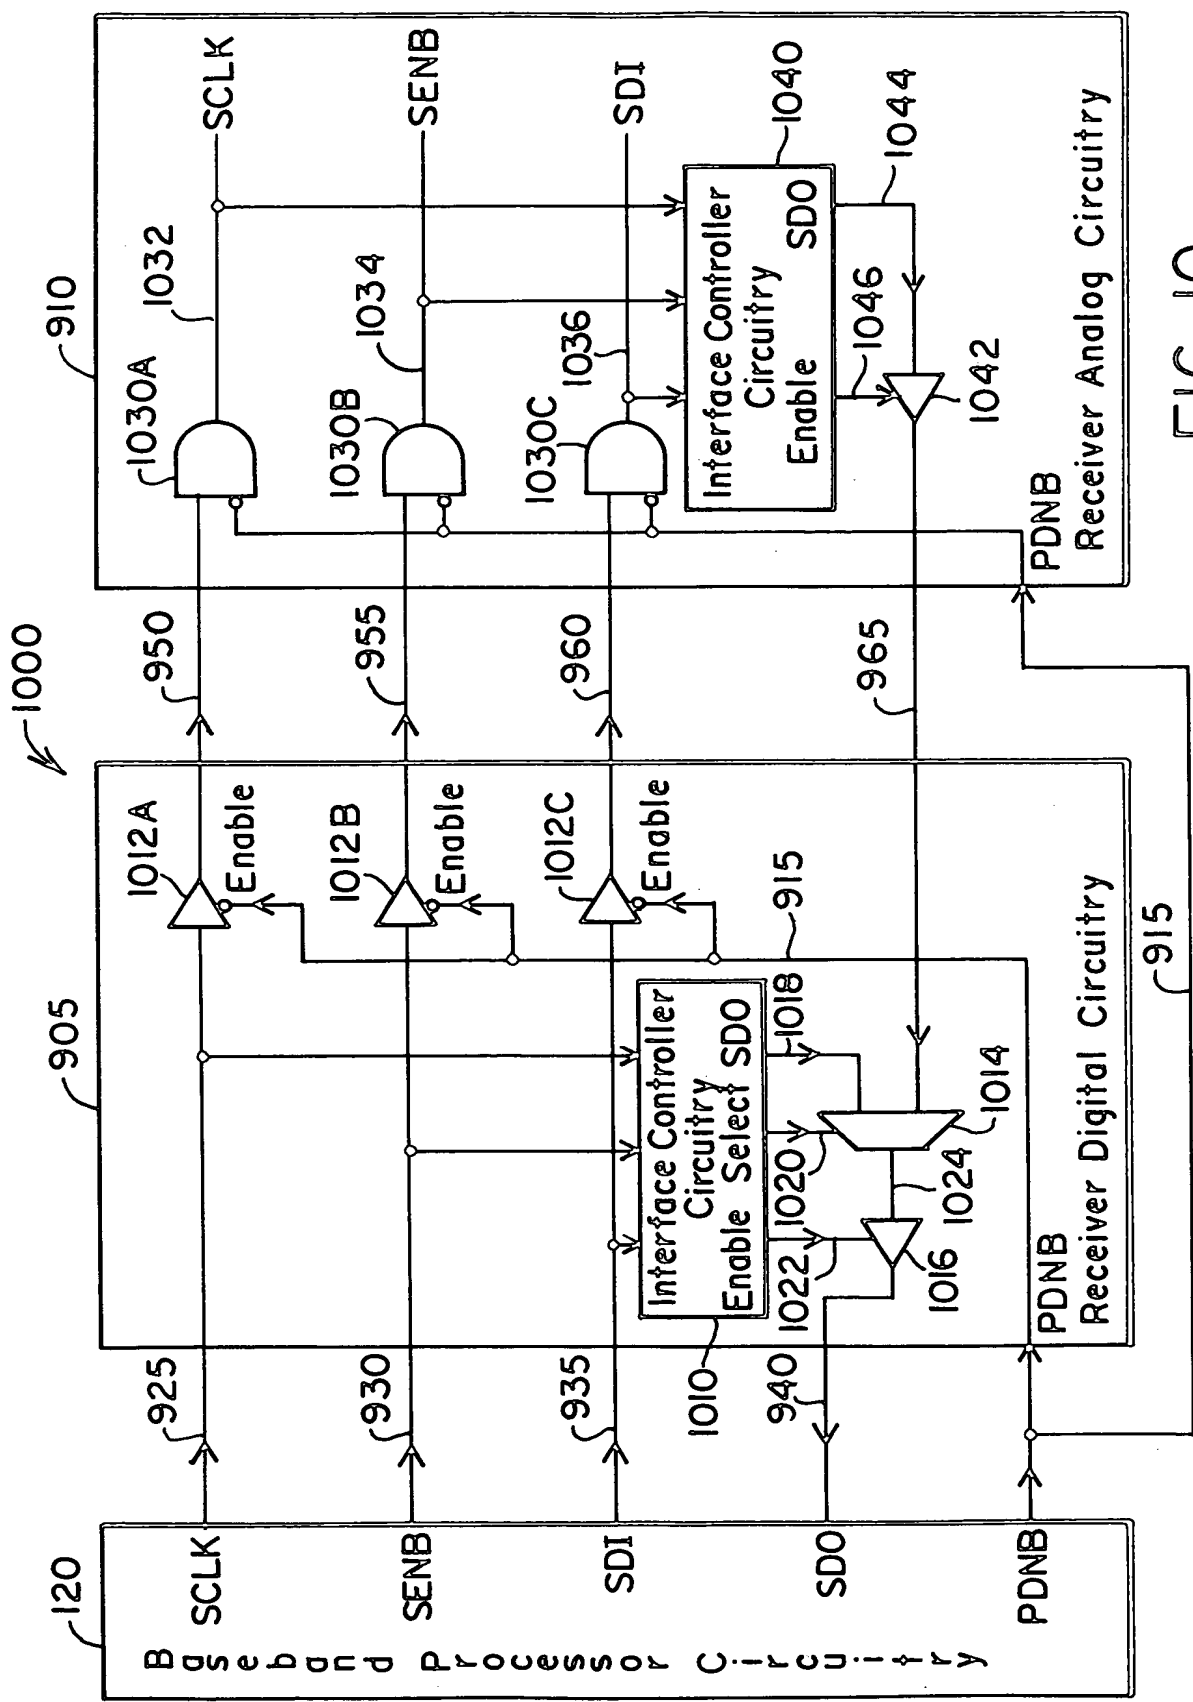 1000
120
905
910
Baseband Processor Circuitry
SCLK
SENB
SDI
SDO
PDNB
925
930
935
940
915
1012A
Enable
1012B
Enable
1012C
Enable
915
Interface Controller
Circuitry
Enable Select SDO
1010
1018
1020
1022
1014
1024
1016
PDNB
Receiver Digital Circuitry
950
955
960
965
1030A
1032
SCLK
1030B
1034
SENB
1030C
1036
SDI
Interface Controller
Circuitry
Enable SDO
1040
1044
1046
1042
PDNB
Receiver Analog Circuitry